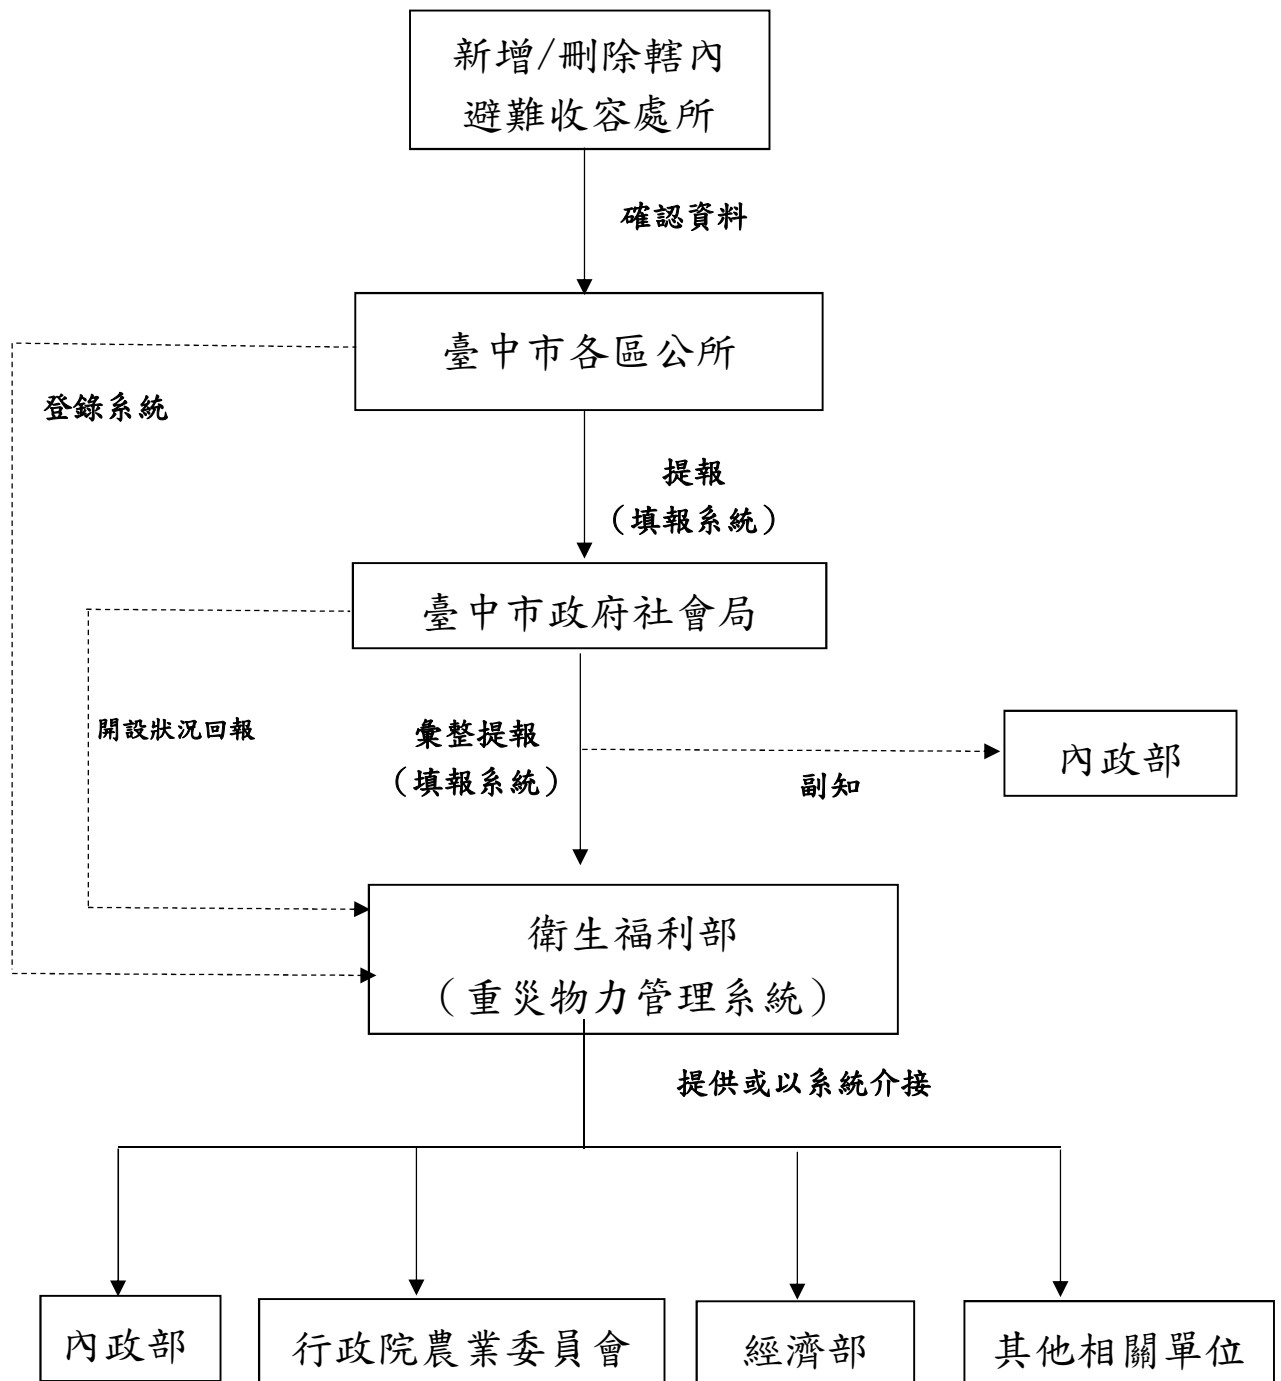 新增/刪除轄內
避難收容處所
確認資料
臺中市各區公所
登錄系統
提報
（填報系統）
臺中市政府社會局
開設狀況回報
彙整提報
（填報系統）
副知
內政部
衛生福利部
（重災物力管理系統）
提供或以系統介接
內政部
行政院農業委員會
經濟部
其他相關單位